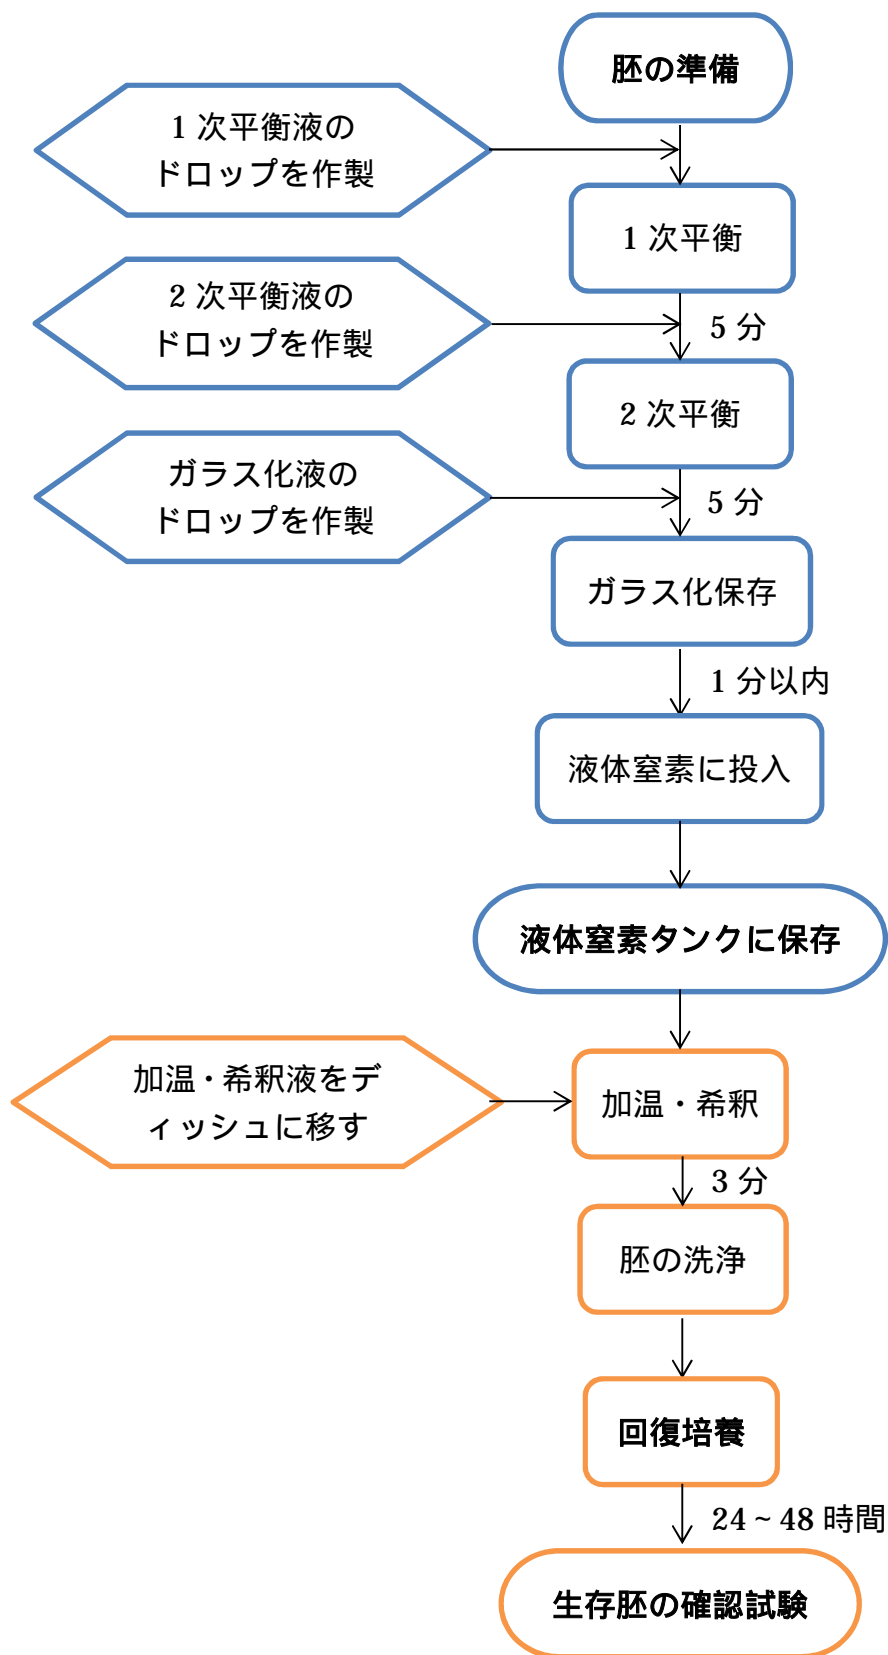 胚の準備
1 次平衡液の
ドロップを作製
1 次平衡
2 次平衡液の
ドロップを作製
5 分
2 次平衡
ガラス化液の
ドロップを作製
5 分
ガラス化保存
1 分以内
液体窒素に投入
液体窒素タンクに保存
加温・希釈液をデ
ィッシュに移す
加温・希釈
3 分
胚の洗浄
回復培養
24 ~ 48 時間
生存胚の確認試験